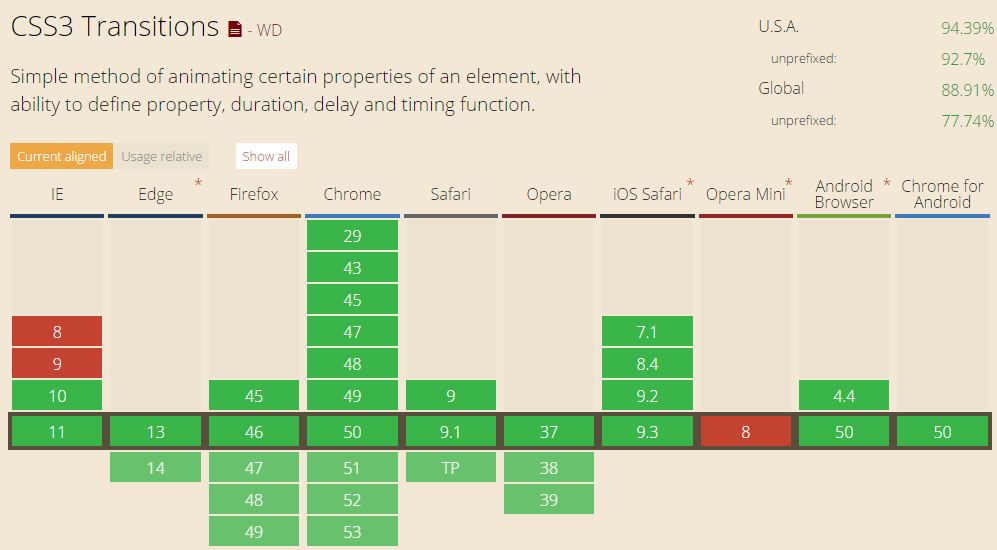 CSS3 Transitions - WD
U.S.A. 94.39%
unprefixed: 92.7%
Global 88.91%
unprefixed: 77.74%
Simple method of animating certain properties of an element, with
ability to define property, duration, delay and timing function.
Current aligned Usage relative Show all
IE Edge * Firefox Chrome Safari Opera iOS Safari * Opera Mini * Android Browser * Chrome for Android
29
43
45
8 47 7.1
9 48 8.4
10 45 49 9 9.2 4.4
11 13 46 50 9.1 37 9.3 8 50 50
14 47 51 TP 38
48 52 39
49 53